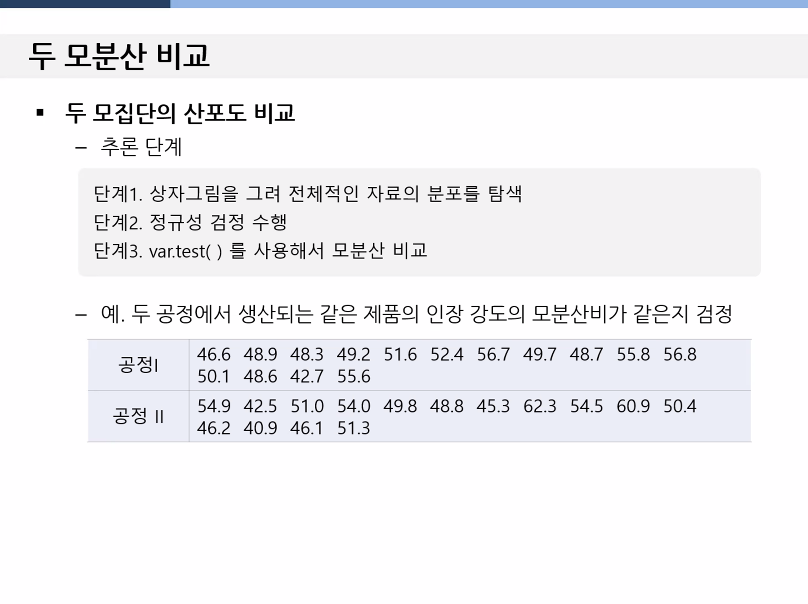 두 모분산 비교
▪ 두 모집단의 산포도 비교
– 추론 단계
단계1. 상자그림을 그려 전체적인 자료의 분포를 탐색
단계2. 정규성 검정 수행
단계3. var.test( ) 를 사용해서 모분산 비교
– 예. 두 공정에서 생산되는 같은 제품의 인장 강도의 모분산비가 같은지 검정
공정I
46.6 48.9 48.3 49.2 51.6 52.4 56.7 49.7 48.7 55.8 56.8
50.1 48.6 42.7 55.6
공정 II
54.9 42.5 51.0 54.0 49.8 48.8 45.3 62.3 54.5 60.9 50.4
46.2 40.9 46.1 51.3